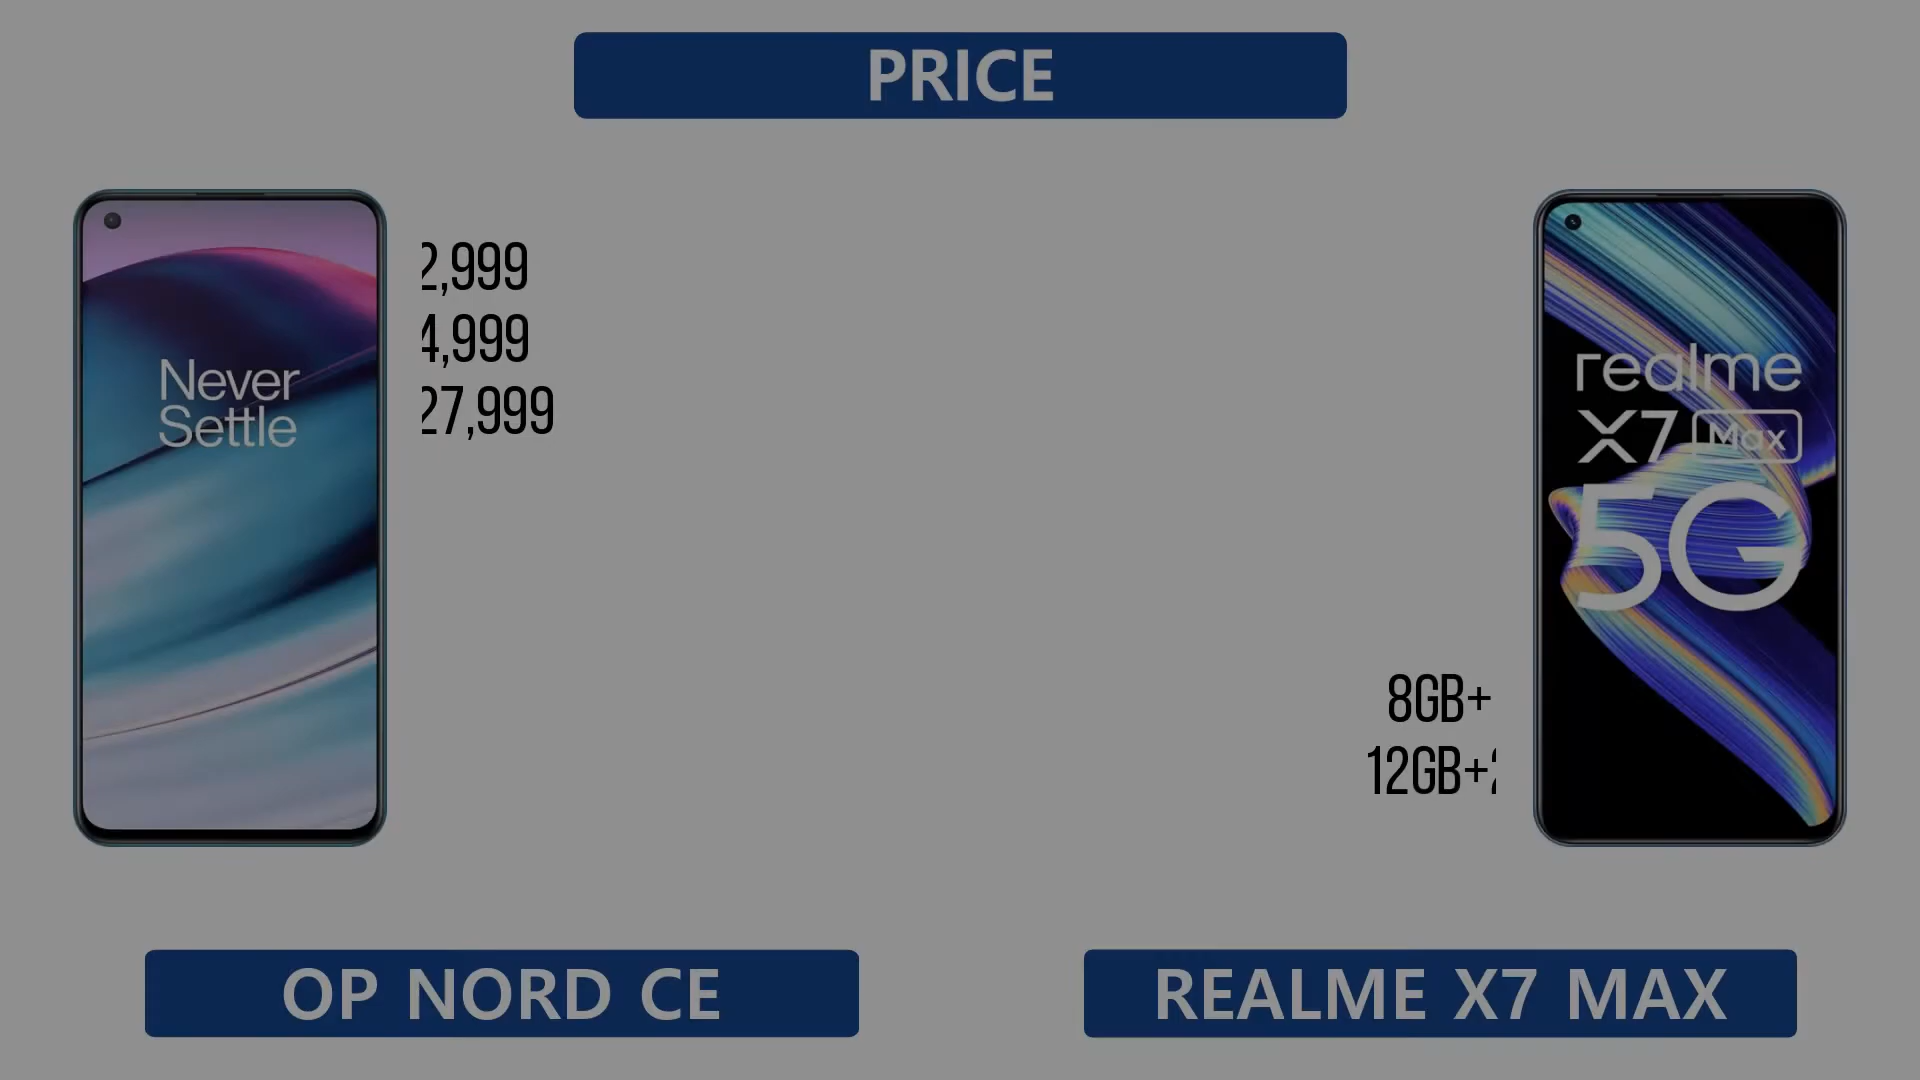 PRICE
2,999
4,999
27,999
Never
Settle
realme
X7 Max
5G
8GB+
12GB+
OP NORD CE
REALME X7 MAX